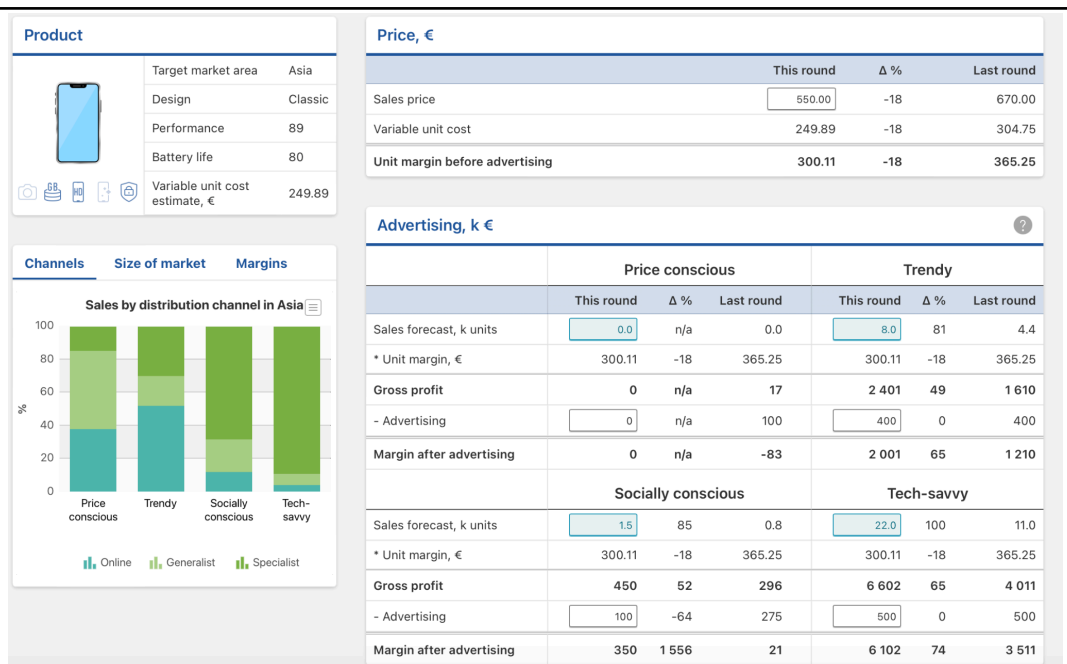 Product
Target market area Asia
Design Classic
Performance 89
Battery life 80
GB HD
Variable unit cost estimate, € 249.89
Channels Size of market Margins
Sales by distribution channel in Asia
100
80
60
40
20
0
%
Price conscious Trendy Socially conscious Tech-savvy
Online Generalist Specialist
Price, €
This round Δ % Last round
Sales price 550.00 -18 670.00
Variable unit cost 249.89 -18 304.75
Unit margin before advertising 300.11 -18 365.25
Advertising, k €
?
Price conscious Trendy
This round Δ % Last round This round Δ % Last round
Sales forecast, k units 0.0 n/a 0.0 8.0 81 4.4
* Unit margin, € 300.11 -18 365.25 300.11 -18 365.25
Gross profit 0 n/a 17 2 401 49 1 610
- Advertising 0 n/a 100 400 0 400
Margin after advertising 0 n/a -83 2 001 65 1 210
Socially conscious Tech-savvy
Sales forecast, k units 1.5 85 0.8 22.0 100 11.0
* Unit margin, € 300.11 -18 365.25 300.11 -18 365.25
Gross profit 450 52 296 6 602 65 4 011
- Advertising 100 -64 275 500 0 500
Margin after advertising 350 1 556 21 6 102 74 3 511